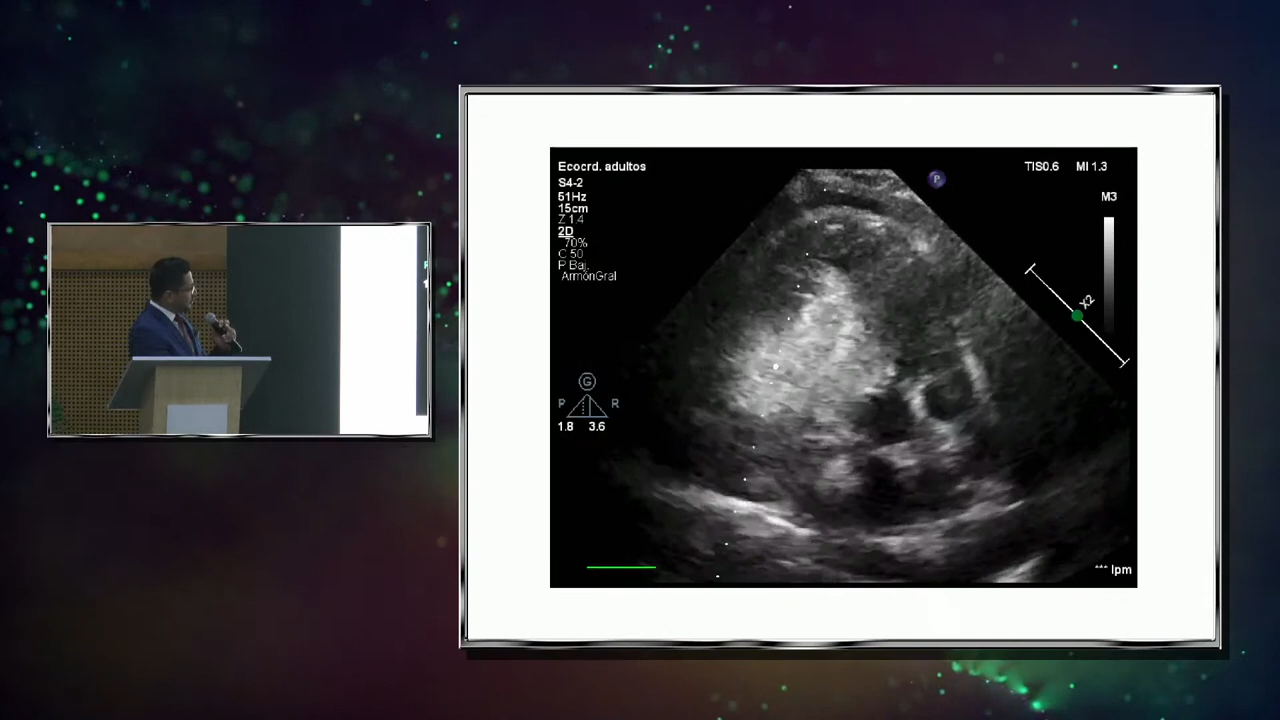 Ecocrd. adultos
S4-2
51Hz
15cm
Z 1.4
2D
70%
C 50
P Baj.
ArmónGral
P
TIS0.6 MI 1.3
M3
X2
G
P R
1.8 3.6
*** lpm